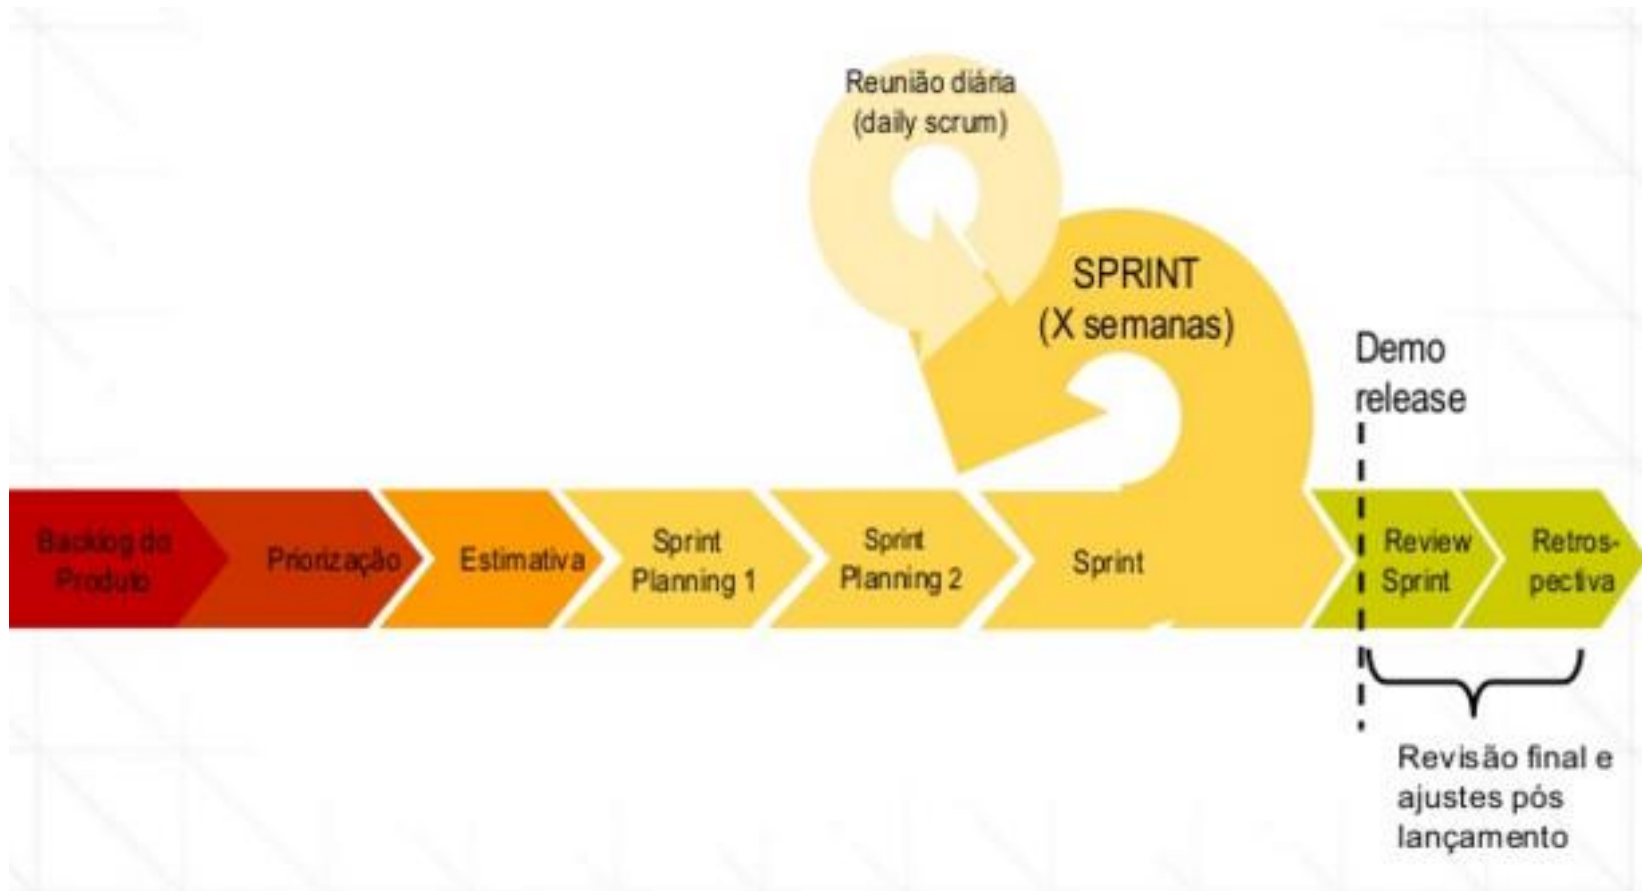 Reunião diária
(daily scrum)
SPRINT
(X semanas)
Demo
release
Backlog do
Produto
Priorização
Estimativa
Sprint
Planning 1
Sprint
Planning 2
Sprint
Review
Sprint
Retros-
pectiva
Revisão final e
ajustes pós
lançamento